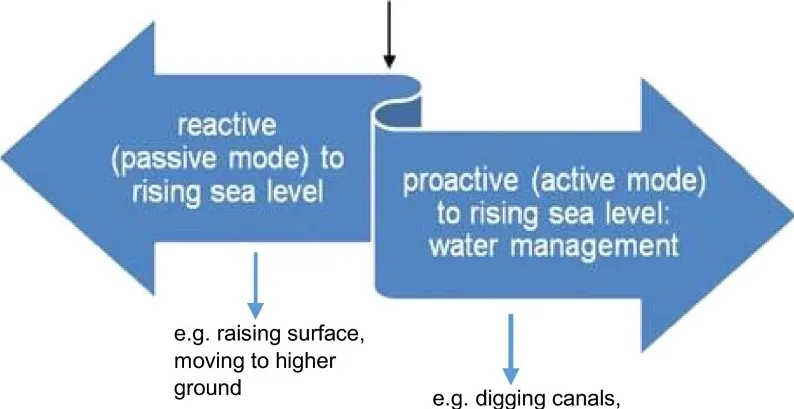 reactive
(passive mode) to
rising sea level
proactive (active mode)
to rising sea level:
water management
e.g. raising surface,
moving to higher
ground
e.g. digging canals,